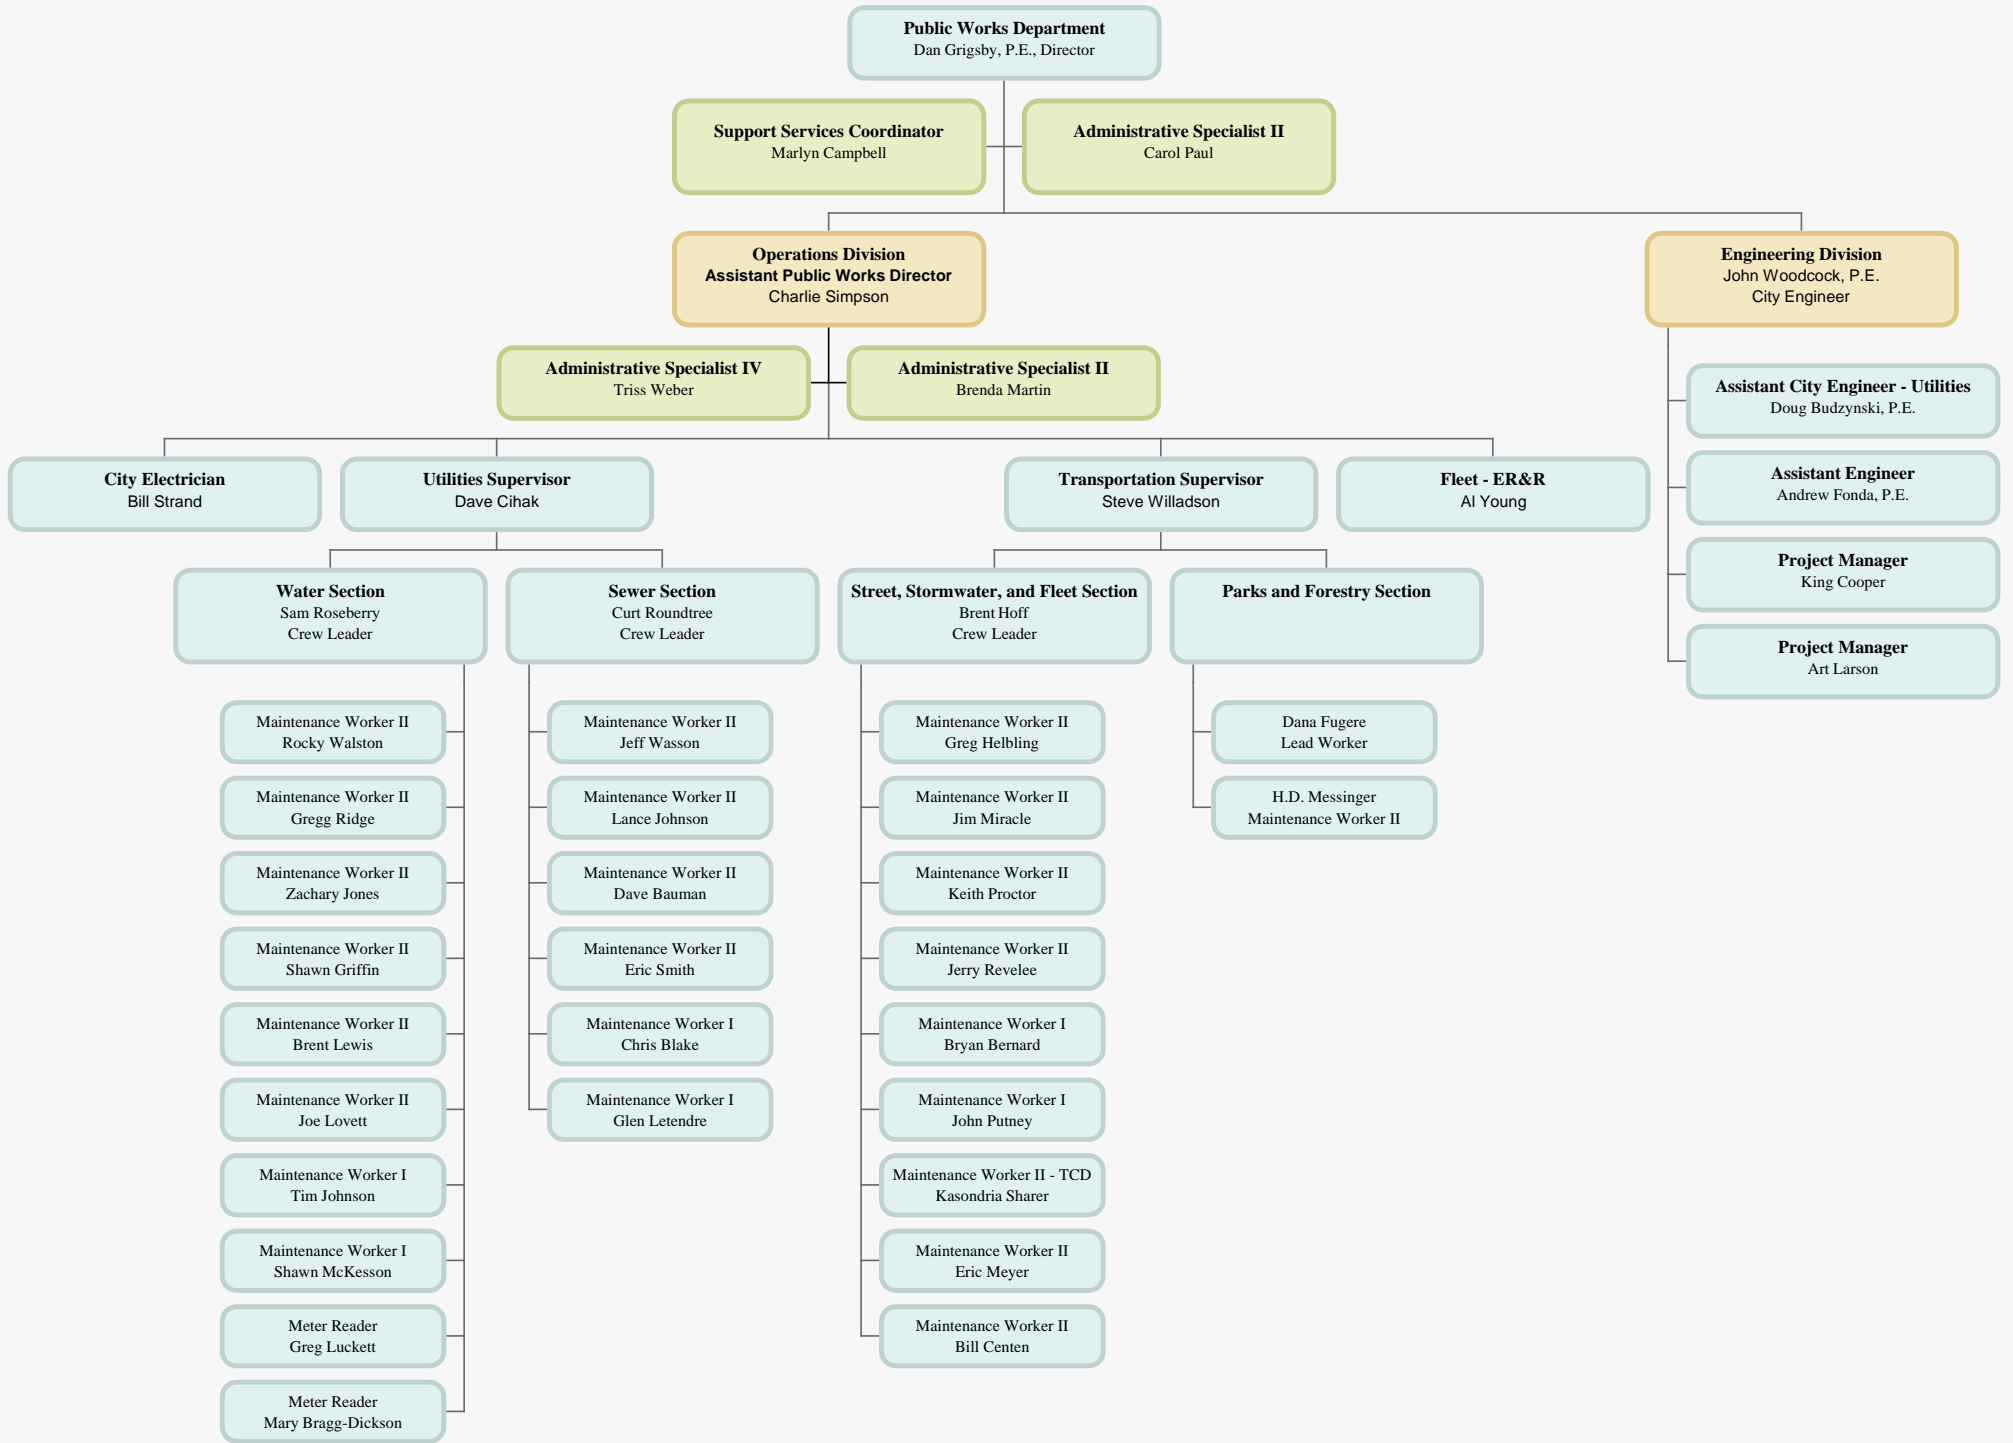 Public Works Department
Dan Grigsby, P.E., Director
Support Services Coordinator
Marlyn Campbell
Administrative Specialist II
Carol Paul
Operations Division
Assistant Public Works Director
Charlie Simpson
Engineering Division
John Woodcock, P.E.
City Engineer
Administrative Specialist IV
Triss Weber
Administrative Specialist II
Brenda Martin
Assistant City Engineer - Utilities
Doug Budzynski, P.E.
Assistant Engineer
Andrew Fonda, P.E.
Project Manager
King Cooper
Project Manager
Art Larson
City Electrician
Bill Strand
Utilities Supervisor
Dave Cihak
Transportation Supervisor
Steve Willadson
Fleet - ER&R
Al Young
Water Section
Sam Roseberry
Crew Leader
Sewer Section
Curt Roundtree
Crew Leader
Street, Stormwater, and Fleet Section
Brent Hoff
Crew Leader
Parks and Forestry Section
Maintenance Worker II
Rocky Walston
Maintenance Worker II
Gregg Ridge
Maintenance Worker II
Zachary Jones
Maintenance Worker II
Shawn Griffin
Maintenance Worker II
Brent Lewis
Maintenance Worker II
Joe Lovett
Maintenance Worker I
Tim Johnson
Maintenance Worker I
Shawn McKesson
Meter Reader
Greg Luckett
Meter Reader
Mary Bragg-Dickson
Maintenance Worker II
Jeff Wasson
Maintenance Worker II
Lance Johnson
Maintenance Worker II
Dave Bauman
Maintenance Worker II
Eric Smith
Maintenance Worker I
Chris Blake
Maintenance Worker I
Glen Letendre
Maintenance Worker II
Greg Helbling
Maintenance Worker II
Jim Miracle
Maintenance Worker II
Keith Proctor
Maintenance Worker II
Jerry Revelee
Maintenance Worker I
Bryan Bernard
Maintenance Worker I
John Putney
Maintenance Worker II - TCD
Kasondria Sharer
Maintenance Worker II
Eric Meyer
Maintenance Worker II
Bill Centen
Dana Fugere
Lead Worker
H.D. Messinger
Maintenance Worker II